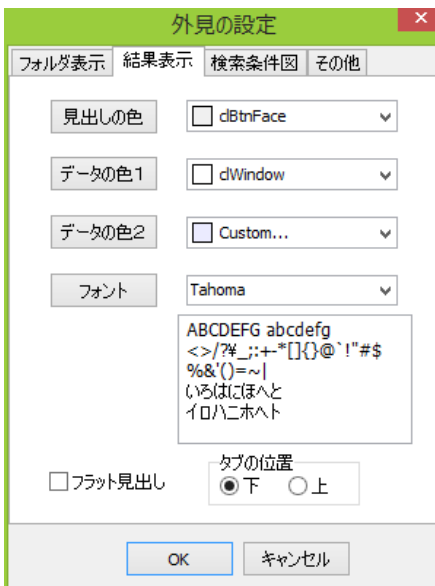 外見の設定
フォルダ表示 結果表示 検索条件図 その他
見出しの色 clBtnFace
データの色1 clWindow
データの色2 Custom...
フォント Tahoma
ABCDEFG abcdefg
<>/?¥_;:+-*[]{}@`!"#$
%&'()=~|
いろはにほへと
イロハニホヘト
タブの位置
フラット見出し 下 上
OK キャンセル